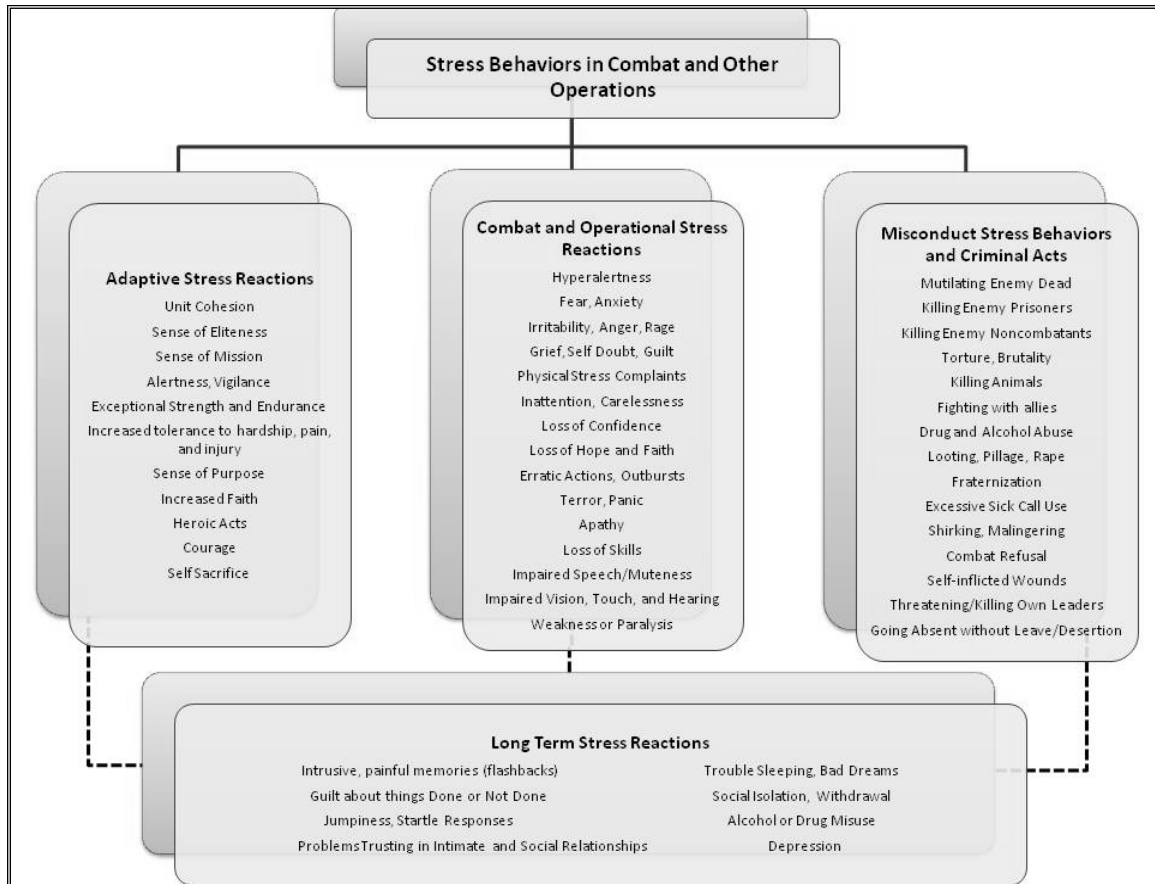 Stress Behaviors in Combat and Other
Operations
Adaptive Stress Reactions
Unit Cohesion
Sense of Eliteness
Sense of Mission
Alertness, Vigilance
Exceptional Strength and Endurance
Increased tolerance to hardship, pain,
and injury
Sense of Purpose
Increased Faith
Heroic Acts
Courage
Self Sacrifice
Combat and Operational Stress
Reactions
Hyperalertness
Fear, Anxiety
Irritability, Anger, Rage
Grief, Self Doubt, Guilt
Physical Stress Complaints
Inattention, Carelessness
Loss of Confidence
Loss of Hope and Faith
Erratic Actions, Outbursts
Terror, Panic
Apathy
Loss of Skills
Impaired Speech/Muteness
Impaired Vision, Touch, and Hearing
Weakness or Paralysis
Misconduct Stress Behaviors
and Criminal Acts
Mutilating Enemy Dead
Killing Enemy Prisoners
Killing Enemy Noncombatants
Torture, Brutality
Killing Animals
Fighting with allies
Drug and Alcohol Abuse
Looting, Pillage, Rape
Fraternization
Excessive Sick Call Use
Shirking, Malingering
Combat Refusal
Self-inflicted Wounds
Threatening/Killing Own Leaders
Going Absent without Leave/Desertion
Long Term Stress Reactions
Intrusive, painful memories (flashbacks)
Guilt about things Done or Not Done
Jumpiness, Startle Responses
Problems Trusting in Intimate and Social Relationships
Trouble Sleeping, Bad Dreams
Social Isolation, Withdrawal
Alcohol or Drug Misuse
Depression